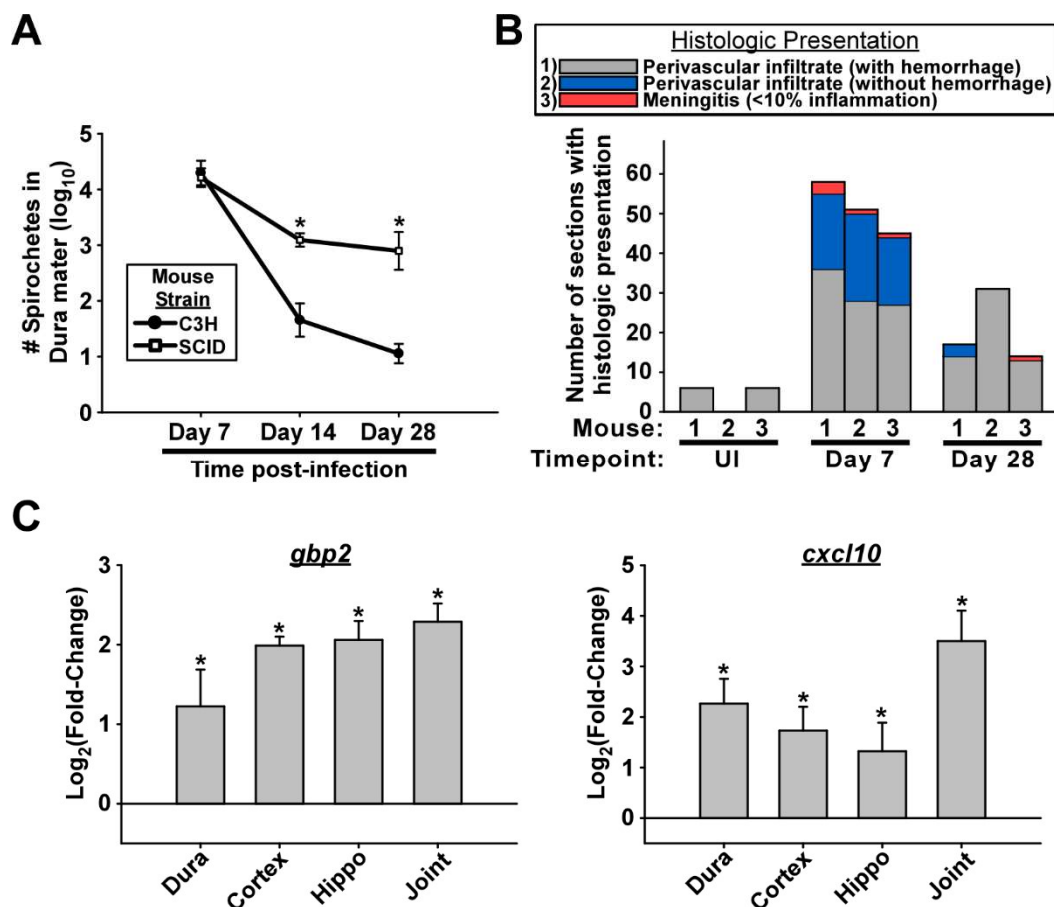 A
# Spirochetes in
Dura mater (log10)
5
4
3
2
1
0
*
*
Mouse
Strain
C3H
SCID
Day 7 Day 14 Day 28
Time post-infection
B
Histologic Presentation
1) Perivascular infiltrate (with hemorrhage)
2) Perivascular infiltrate (without hemorrhage)
3) Meningitis (<10% inflammation)
Number of sections with
histologic presentation
60
50
40
30
20
10
0
Mouse: 1 2 3 1 2 3 1 2 3
Timepoint: UI Day 7 Day 28
C
gbp2
Log2(Fold-Change)
3
2
1
0
*
*
*
*
Dura
Cortex
Hippo
Joint
cxcl10
Log2(Fold-Change)
5
4
3
2
1
0
*
*
*
*
Dura
Cortex
Hippo
Joint